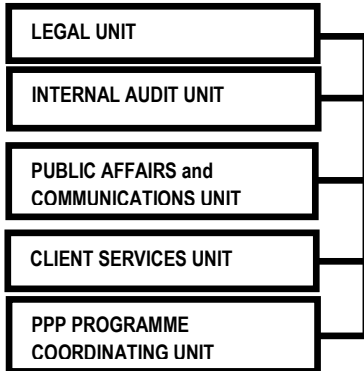 LEGAL UNIT
INTERNAL AUDIT UNIT
PUBLIC AFFAIRS and
COMMUNICATIONS UNIT
CLIENT SERVICES UNIT
PPP PROGRAMME
COORDINATING UNIT